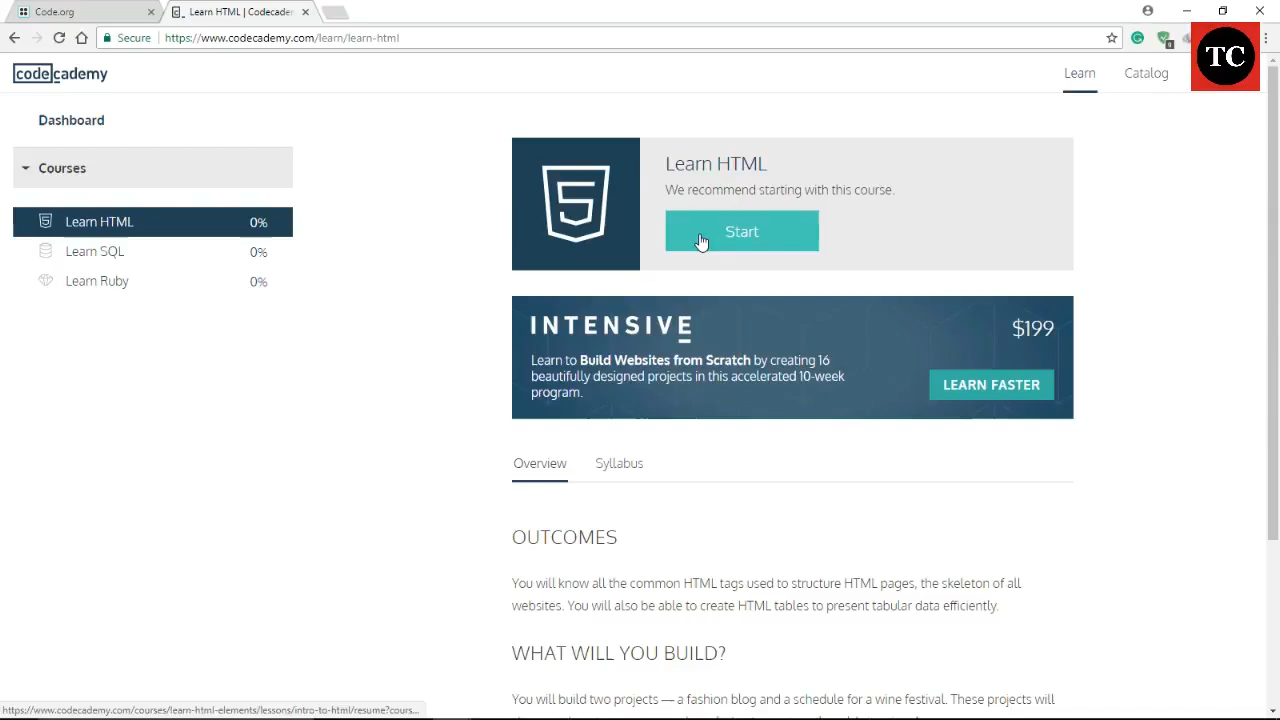 Code.org
Learn HTML | Codecader
Secure
https://www.codecademy.com/learn/learn-html
TC
codecademy
Learn
Catalog
Dashboard
Courses
Learn HTML 0%
Learn SQL 0%
Learn Ruby 0%
Learn HTML
We recommend starting with this course.
Start
INTENSIVE
$199
Learn to Build Websites from Scratch by creating 16
beautifully designed projects in this accelerated 10-week
program.
LEARN FASTER
Overview
Syllabus
OUTCOMES
You will know all the common HTML tags used to structure HTML pages, the skeleton of all
websites. You will also be able to create HTML tables to present tabular data efficiently.
WHAT WILL YOU BUILD?
You will build two projects — a fashion blog and a schedule for a wine festival. These projects will
https://www.codecademy.com/courses/learn-html-elements/lessons/intro-to-html/resume?cours...